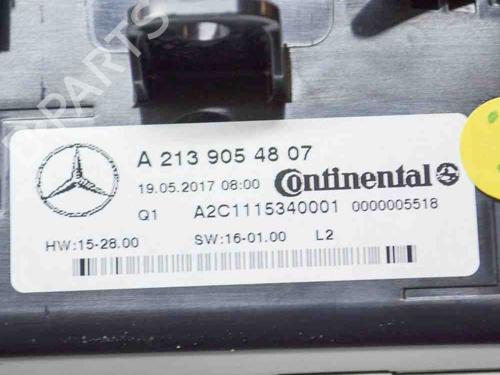 B-PARTS
A 213 905 48 07
19.05.2017 08:00 Continental
Q1 A2C1115340001 0000005518
HW:15-28.00 SW:16-01.00 L2